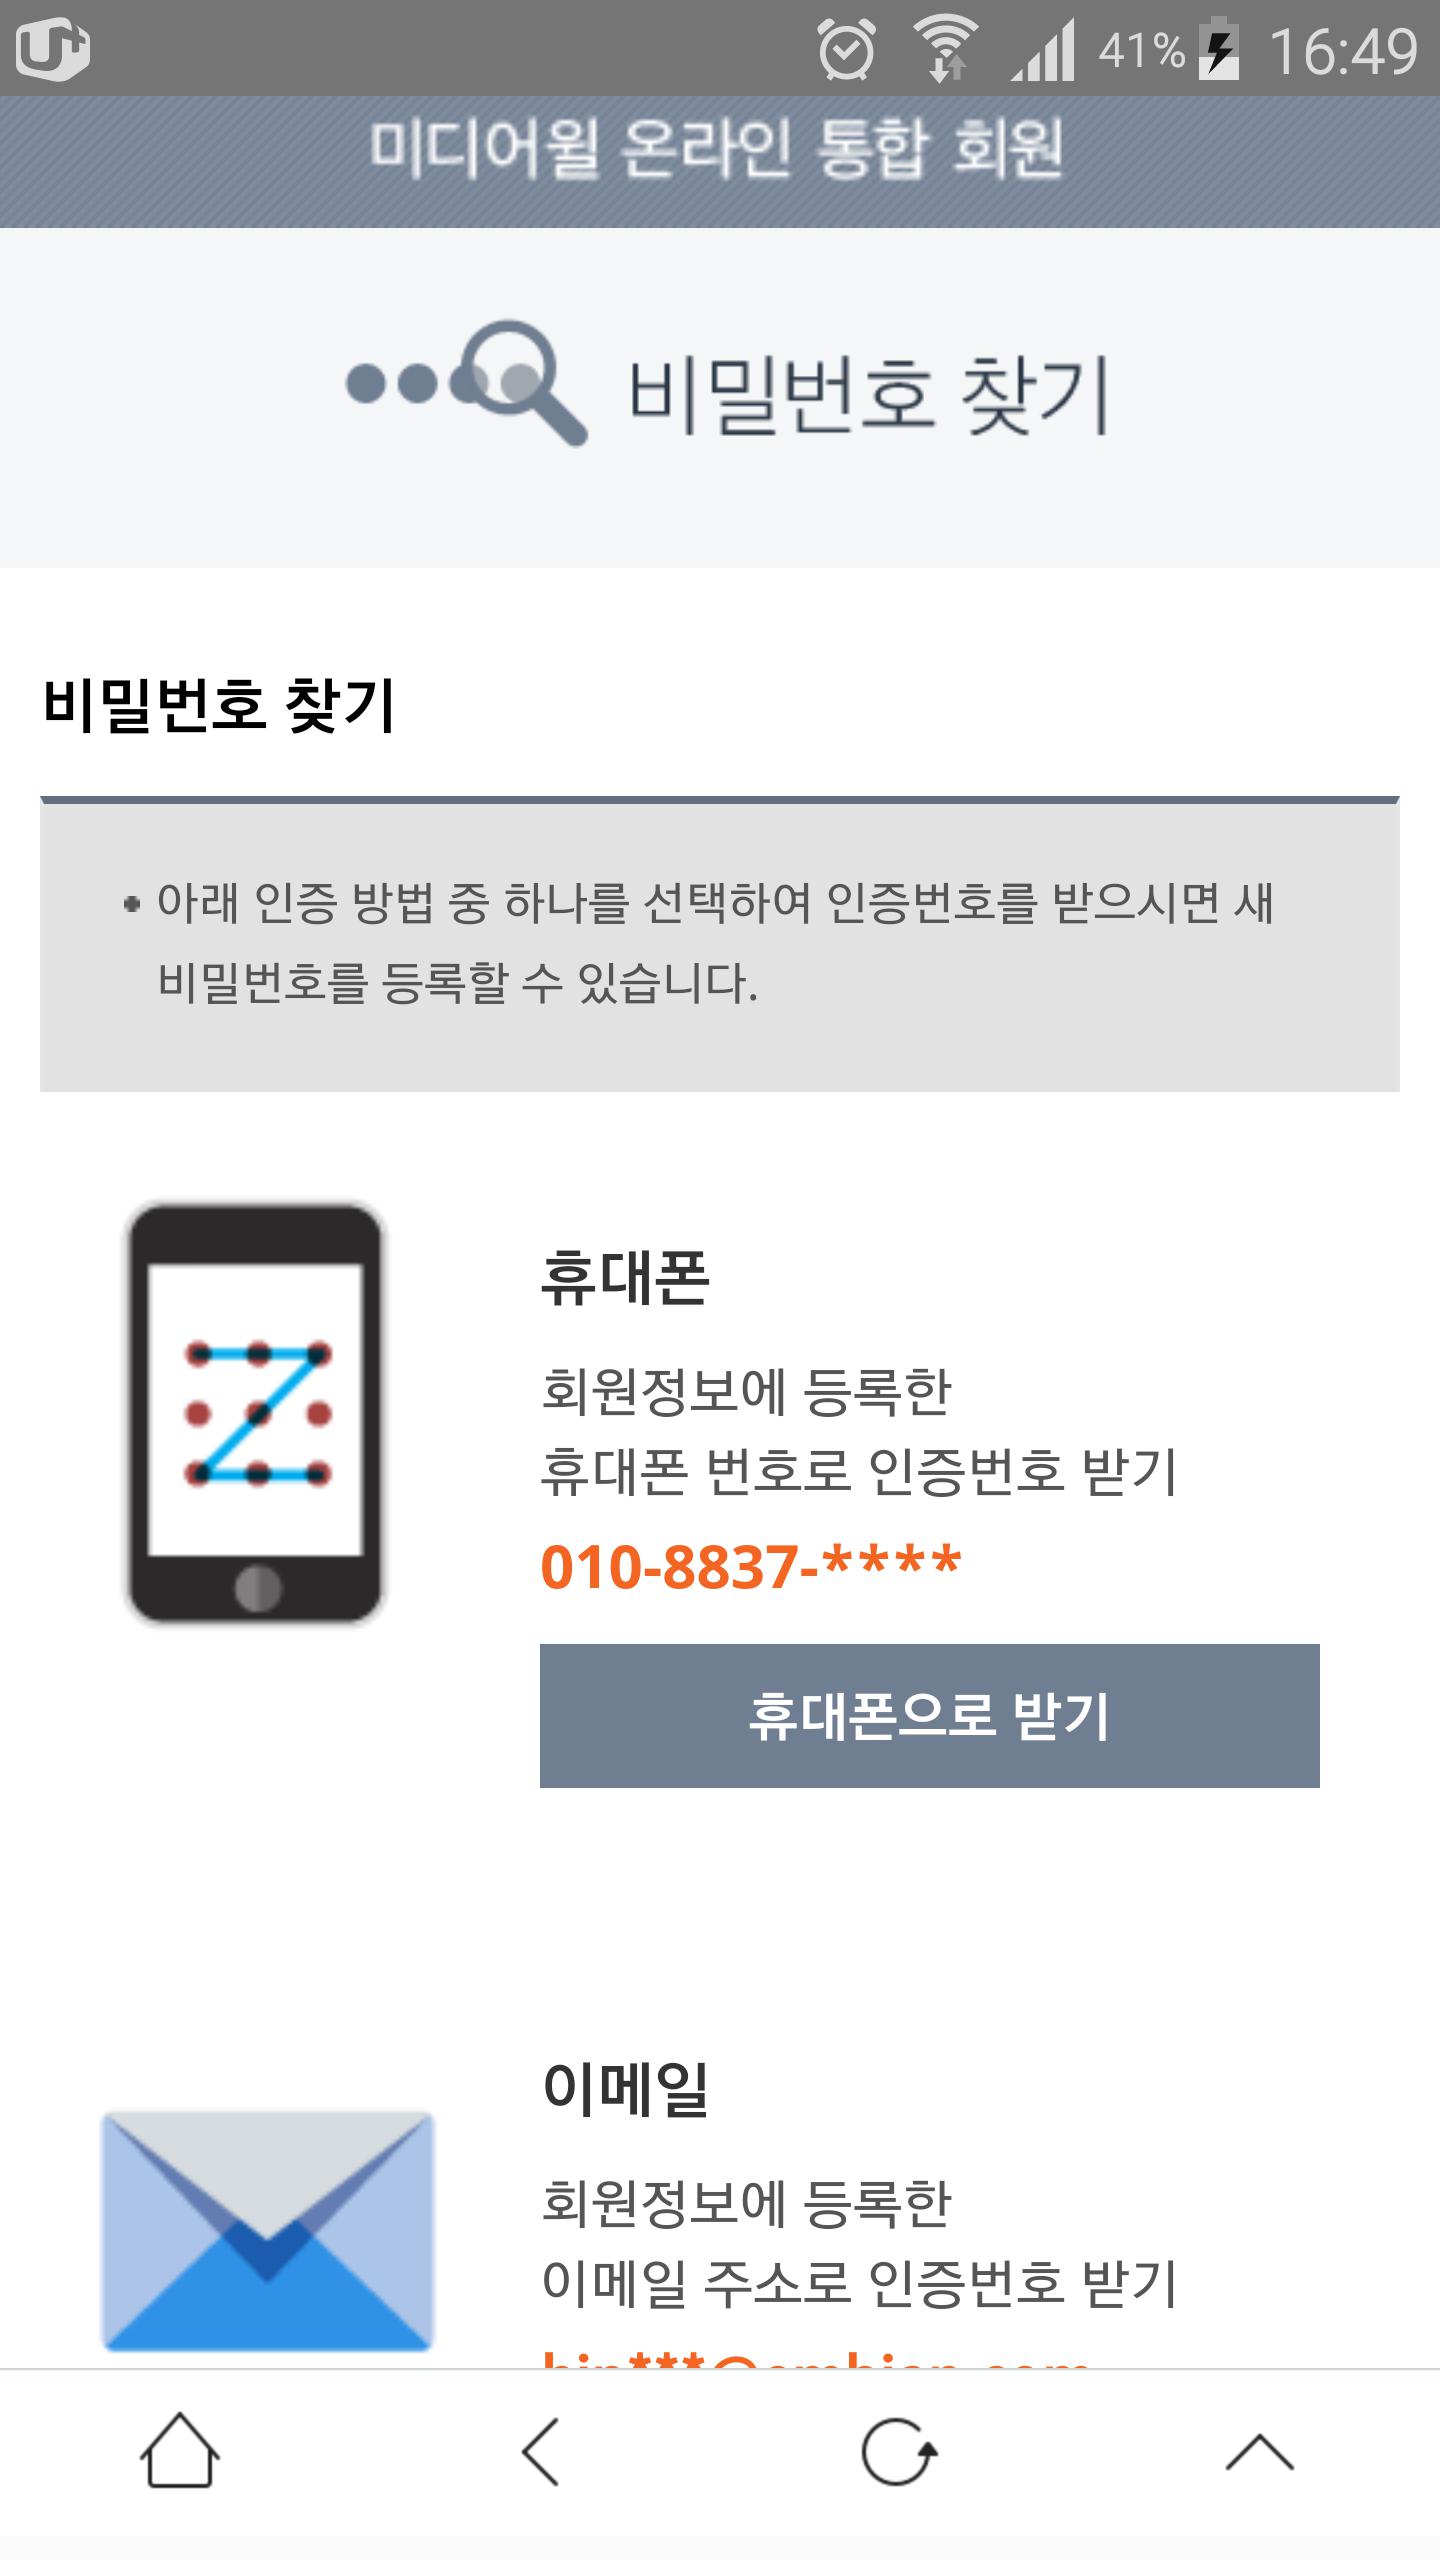 U+
41% 16:49
미디어윌 온라인 통합 회원
비밀번호 찾기
비밀번호 찾기
아래 인증 방법 중 하나를 선택하여 인증번호를 받으시면 새
비밀번호를 등록할 수 있습니다.
휴대폰
회원정보에 등록한
휴대폰 번호로 인증번호 받기
010-8837-****
휴대폰으로 받기
이메일
회원정보에 등록한
이메일 주소로 인증번호 받기